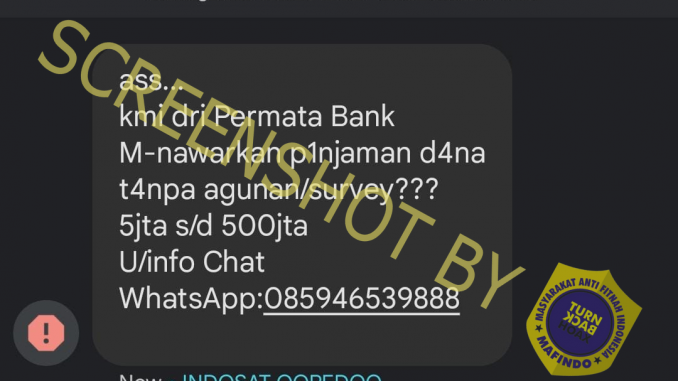 ass...
kmi dri Permata Bank
M-nawarkan p1njaman d4na
t4npa agunan/survey???
5jta s/d 500jta
U/info Chat
WhatsApp:085946539888
SCREENSHOT BY
MASYARAKAT ANTI FITNAH INDONESIA
TURN
BACK
HOAX
MAFINDO
INDOSAT OOREDOO